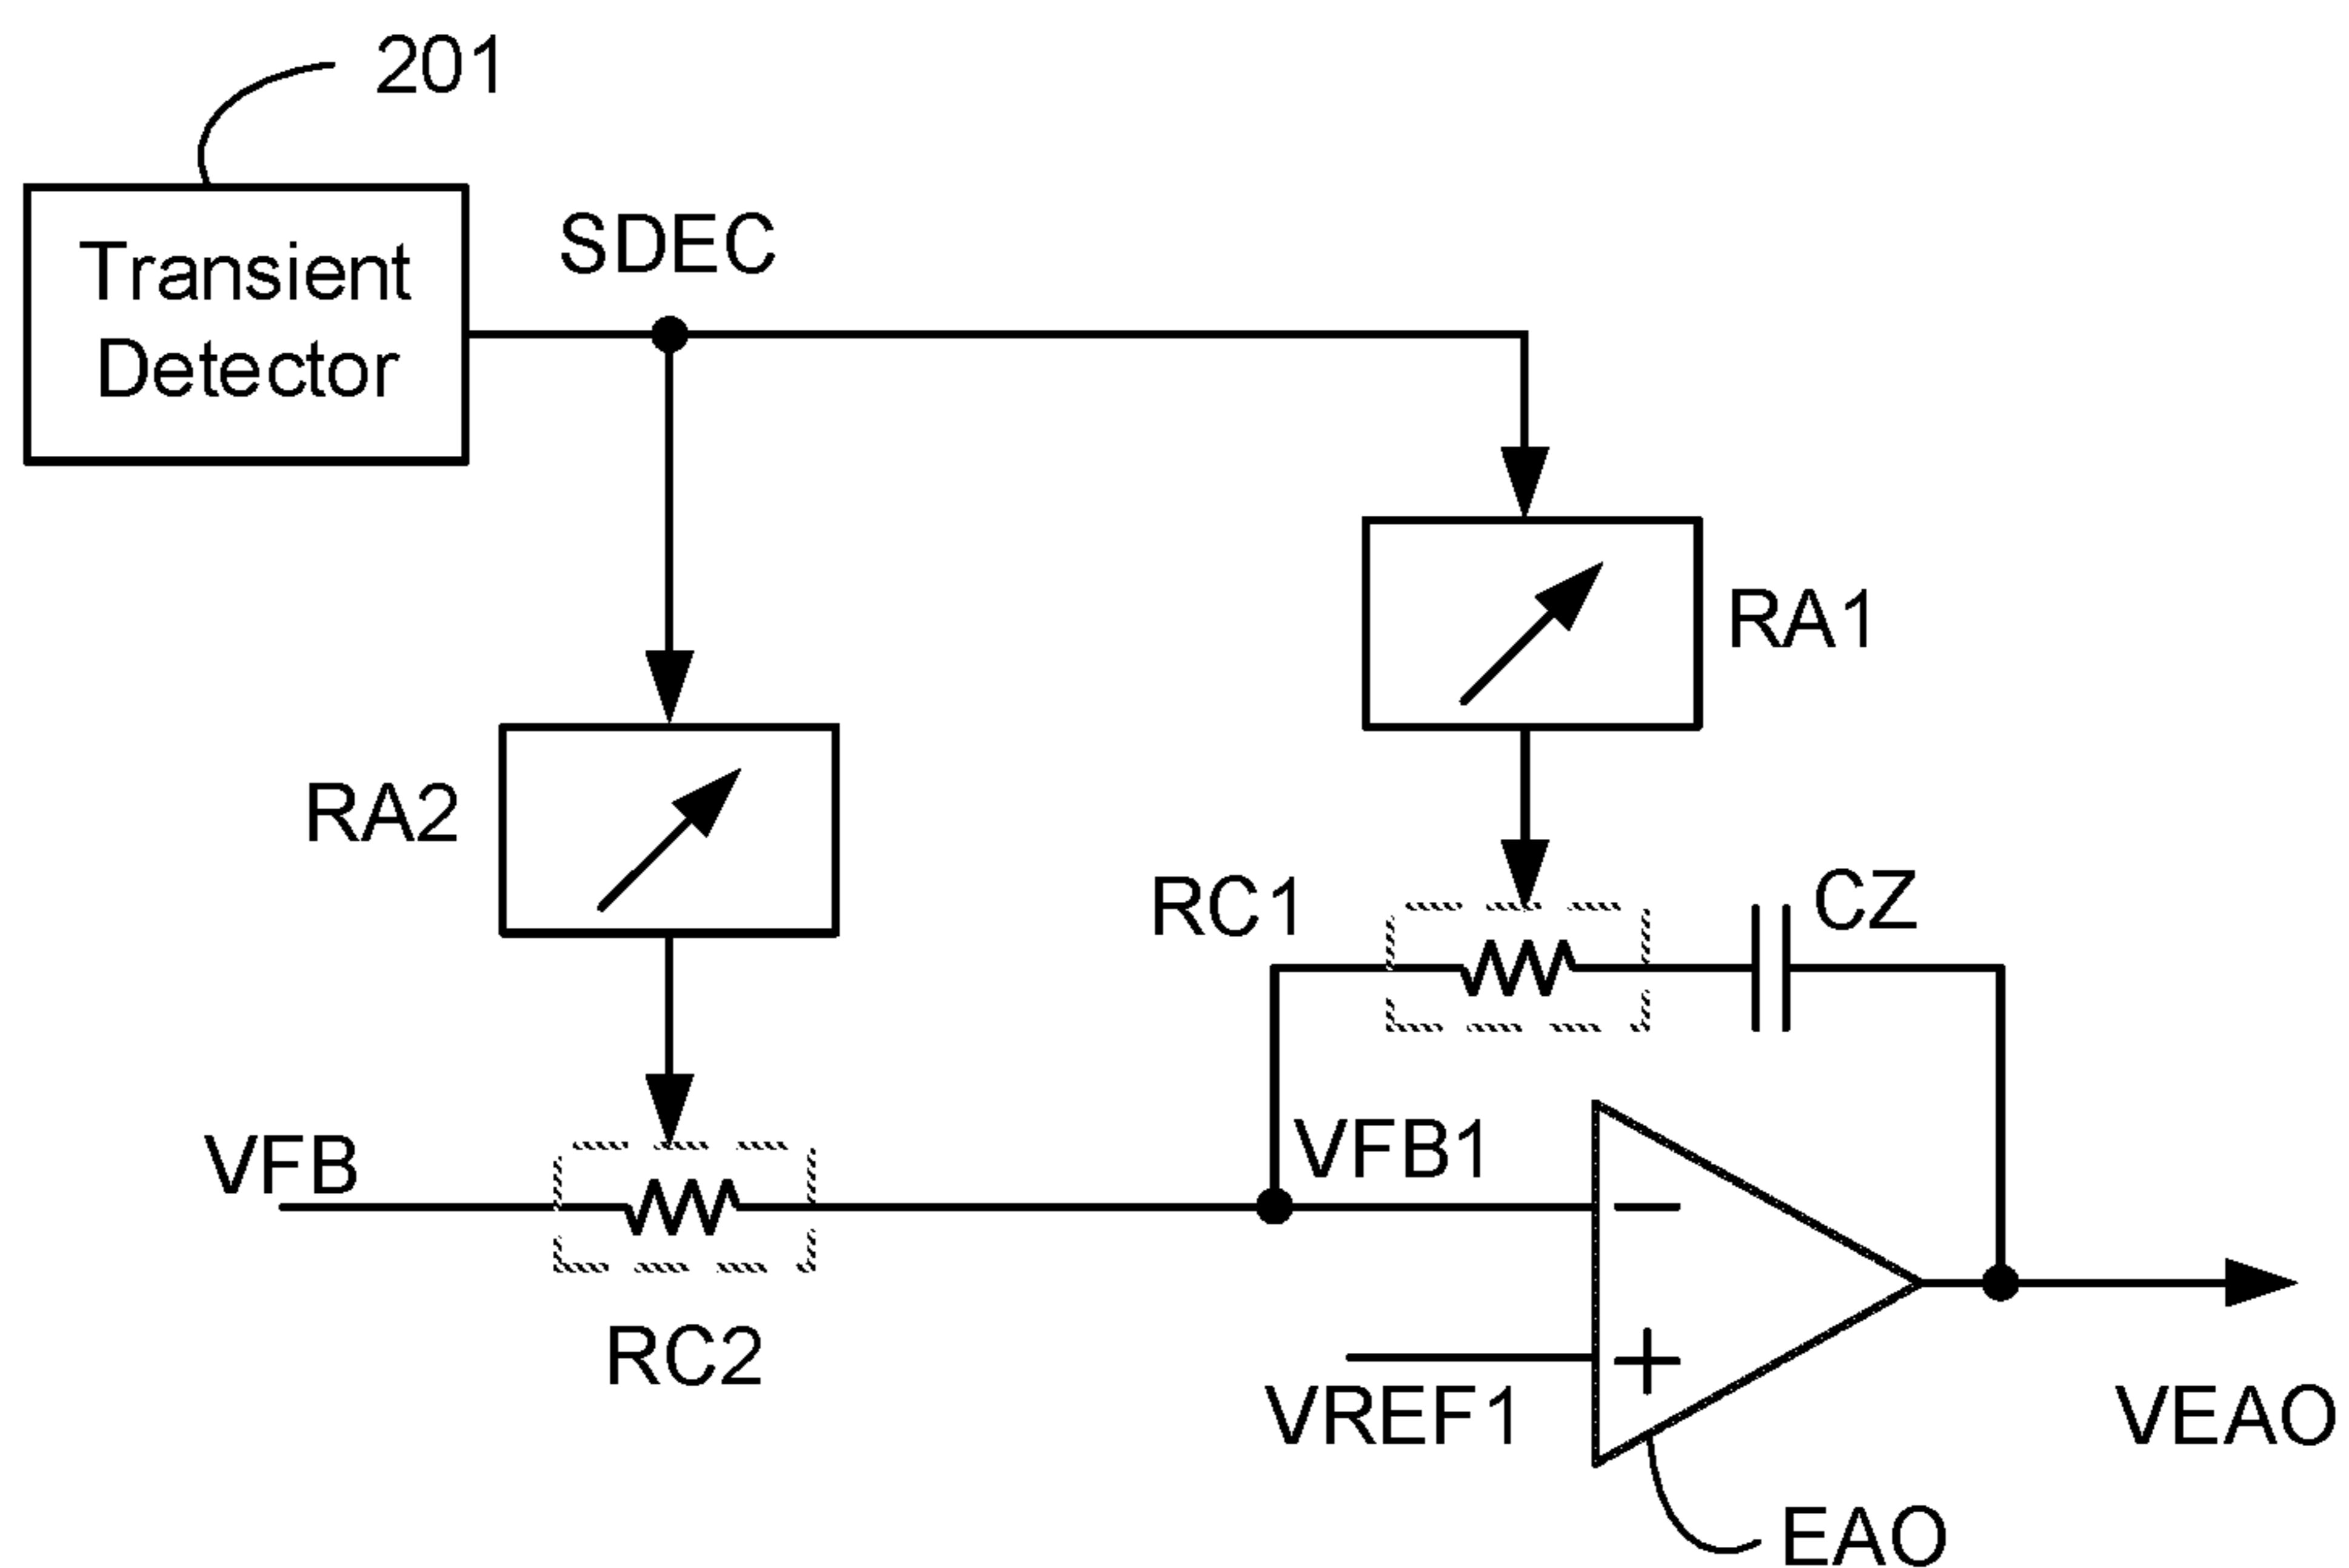 201
Transient
Detector
SDEC
RA1
RA2
RC1
CZ
VFB
VFB1
RC2
VREF1
VEAO
EAO